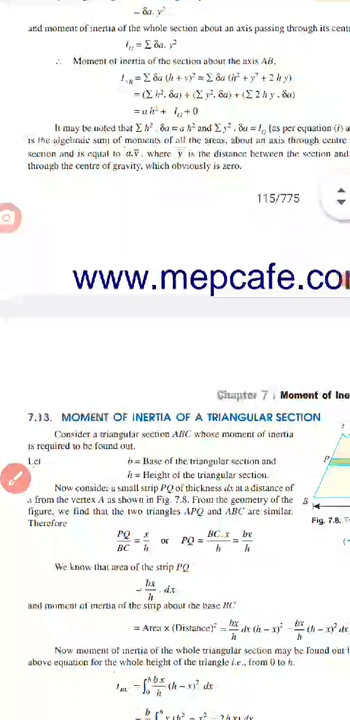 = δa. y²
and moment of inertia of the whole section about an axis passing through its cent
I_G = Σ δa. y²
∴ Moment of inertia of the section about the axis AB,
I_AB = Σ δa (h + y)² = Σ δa (h² + y² + 2 h y)
= (Σ h². δa) + (Σ y². δa) + (Σ 2 h y . δa)
= a h² + I_G + 0
It may be noted that Σ h² . δa = a h² and Σ y² . δa = I_G [as per equation (i) a
is the algebraic sum of moments of all the areas, about an axis through centre
section and is equal to a.y̅, where y̅ is the distance between the section and
through the centre of gravity, which obviously is zero.
115/775
www.mepcafe.co
Chapter 7 : Moment of Ine
7.13. MOMENT OF INERTIA OF A TRIANGULAR SECTION
Consider a triangular section ABC whose moment of inertia
is required to be found out.
Let b = Base of the triangular section and
h = Height of the triangular section.
Now consider a small strip PQ of thickness dx at a distance of
x from the vertex A as shown in Fig. 7.8. From the geometry of the
figure, we find that the two triangles APQ and ABC are similar.
Therefore
P
B
Fig. 7.8.
PQ/BC = x/h or PQ = BC.x/h = bx/h
We know that area of the strip PQ
= bx/h . dx
and moment of inertia of the strip about the base BC
= Area × (Distance)² = bx/h dx (h – x)² = bx/h (h – x)² dx
Now moment of inertia of the whole triangular section may be found
above equation for the whole height of the triangle i.e., from 0 to h.
I_BC = ∫₀ʰ bx/h (h – x)² dx